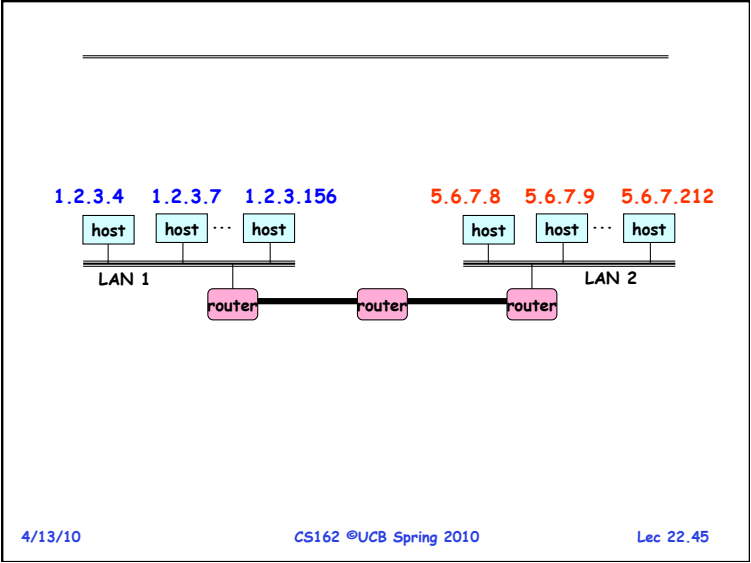 1.2.3.4 1.2.3.7 1.2.3.156 5.6.7.8 5.6.7.9 5.6.7.212
host host ... host host host ... host
LAN 1 LAN 2
router router router
4/13/10 CS162 ©UCB Spring 2010 Lec 22.45